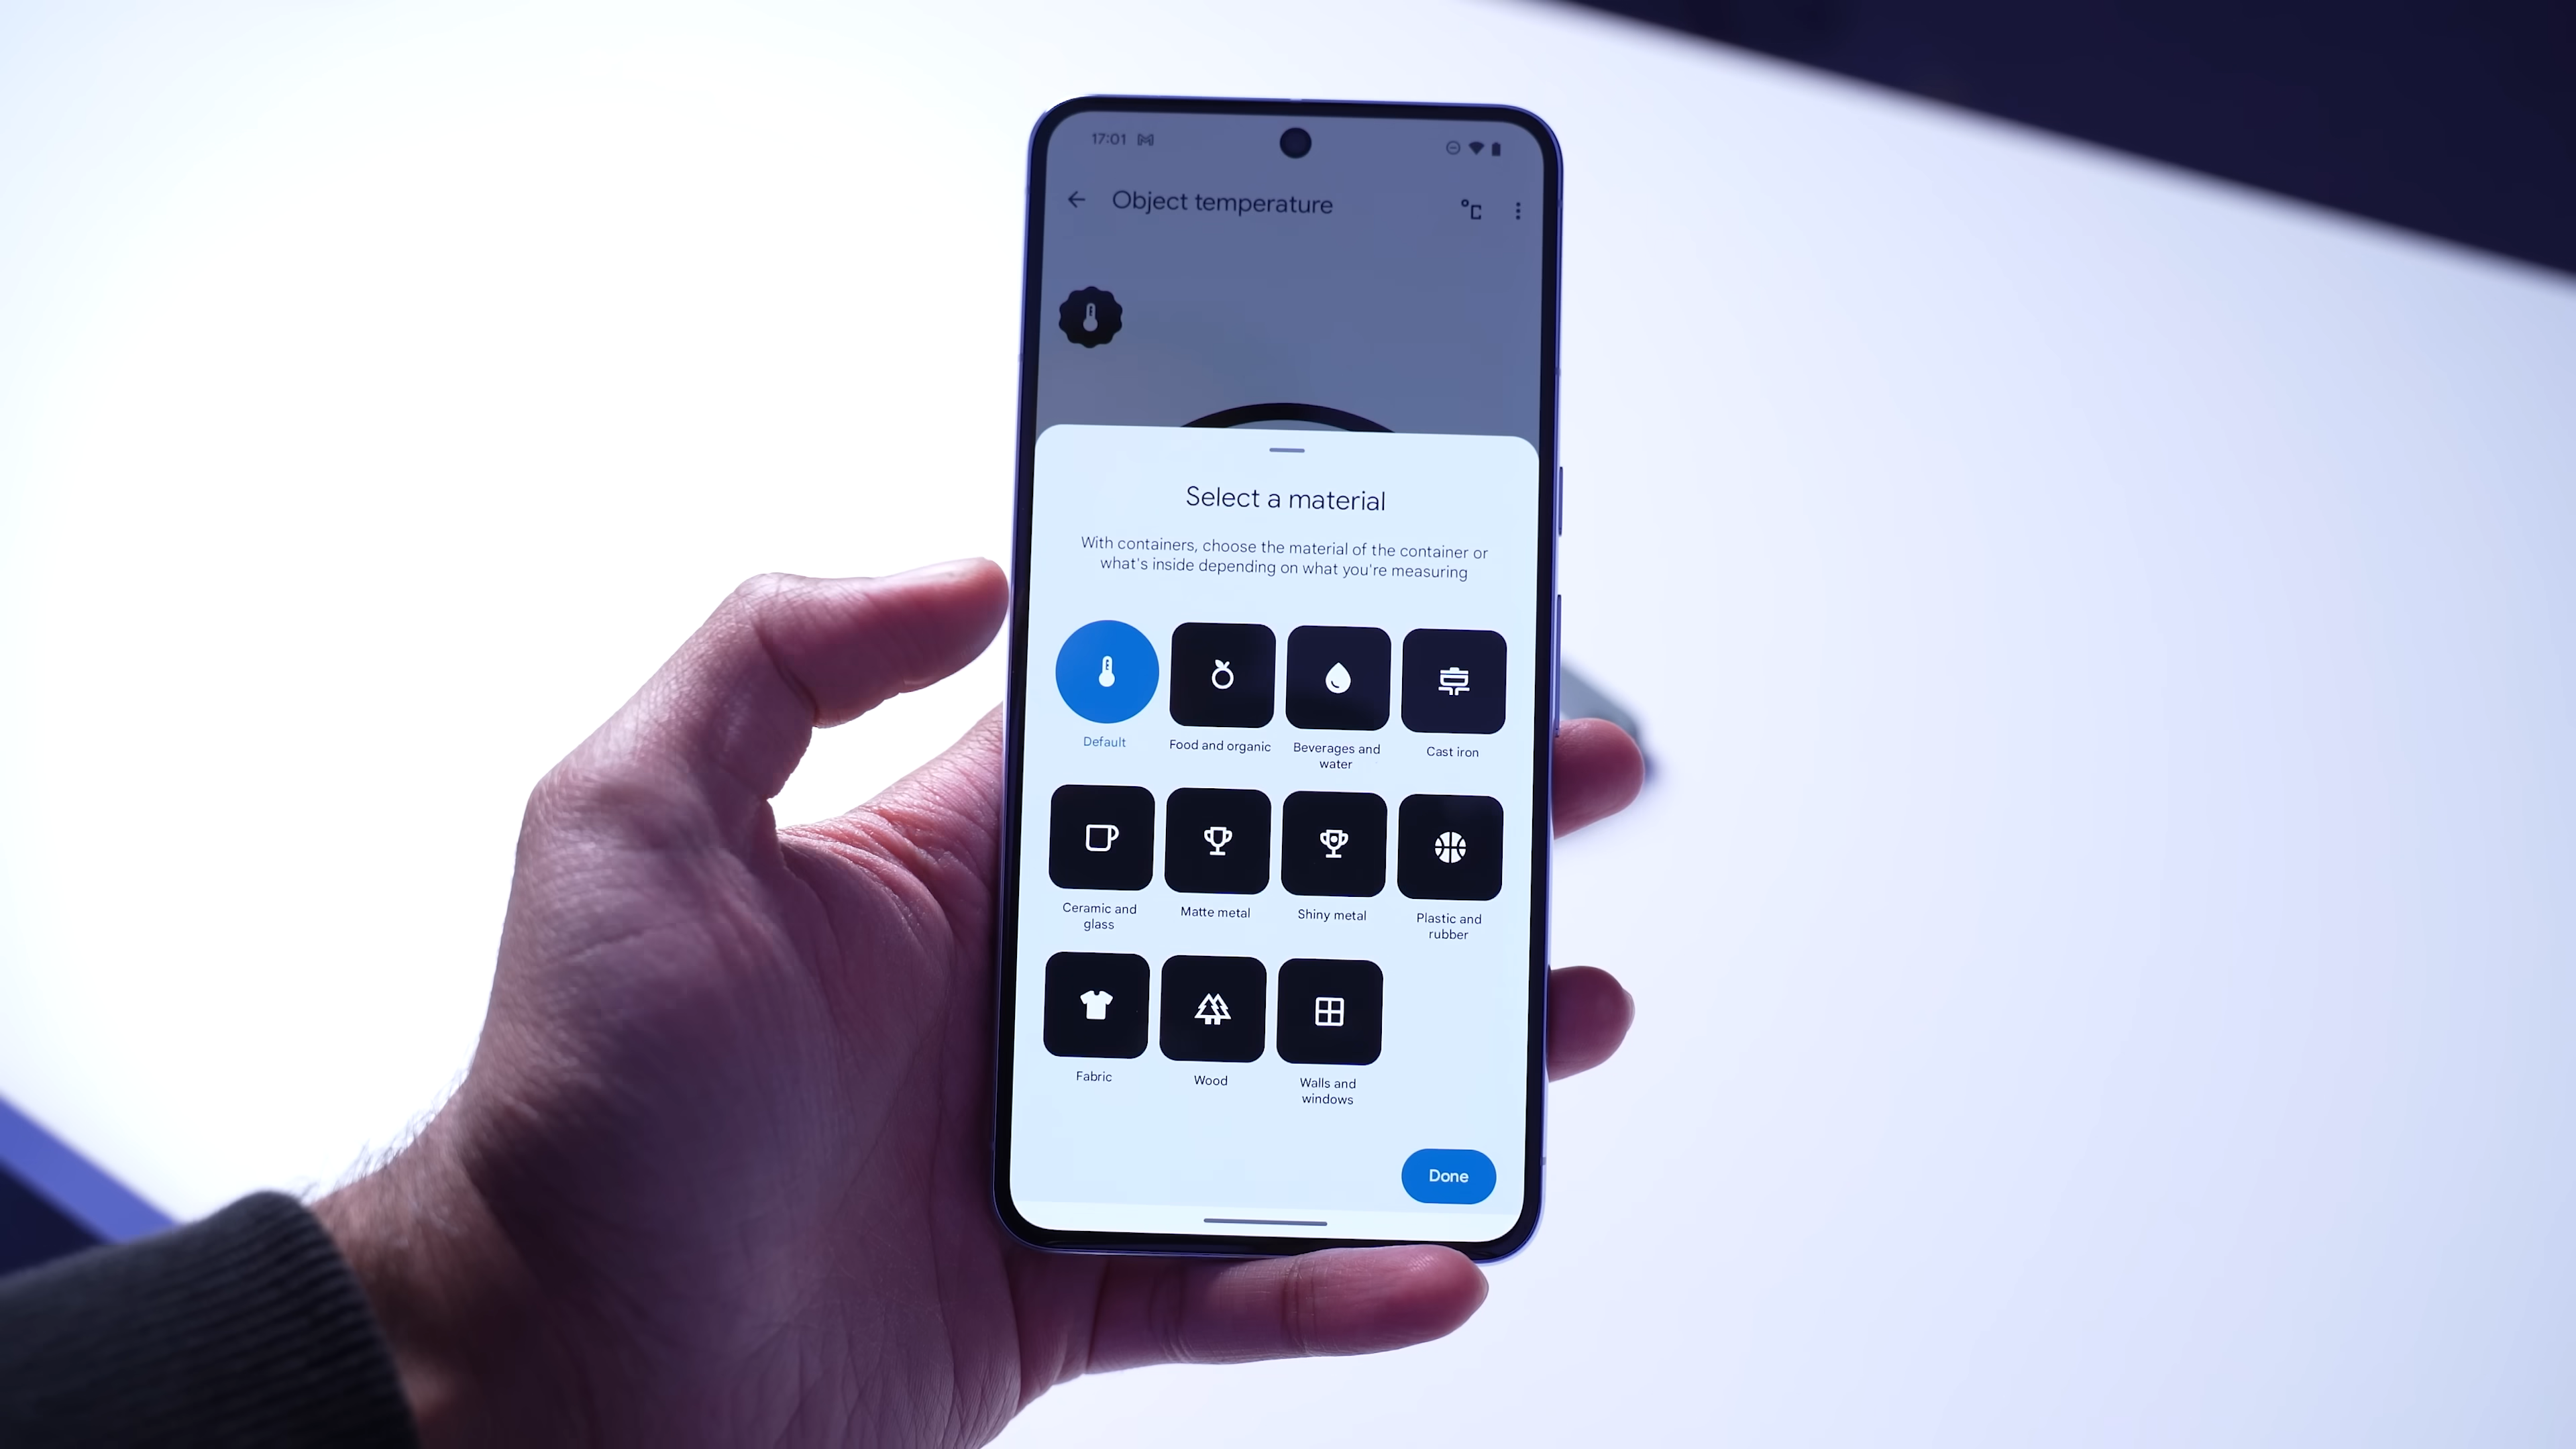 17:01
Object temperature °C
Select a material
With containers, choose the material of the container or
what's inside depending on what you're measuring
Default
Food and organic
Beverages and
water
Cast iron
Ceramic and
glass
Matte metal
Shiny metal
Plastic and
rubber
Fabric
Wood
Walls and
windows
Done